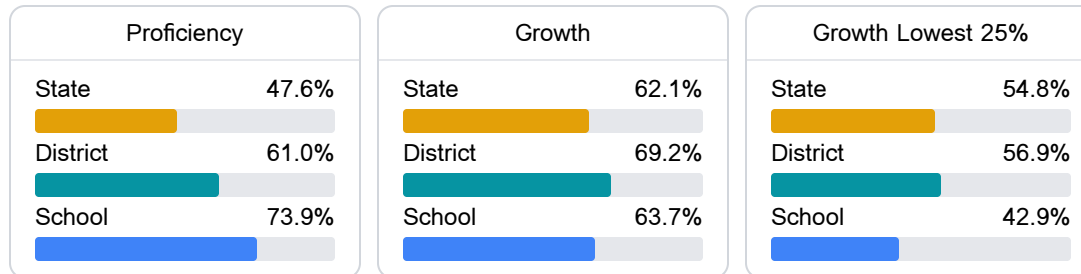 Proficiency
State 47.6%
District 61.0%
School 73.9%
Growth
State 62.1%
District 69.2%
School 63.7%
Growth Lowest 25%
State 54.8%
District 56.9%
School 42.9%